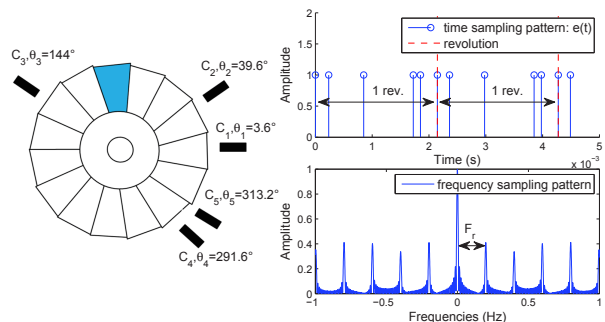 C₃,θ₃=144°
C₂,θ₂=39.6°
C₁,θ₁=3.6°
C₅,θ₅=313.2°
C₄,θ₄=291.6°
2
1.5
1
0.5
0
Amplitude
time sampling pattern: e(t)
revolution
1 rev.
1 rev.
0 1 2 3 4 5
Time (s)
x 10⁻³
1
0.8
0.6
0.4
0.2
0
Amplitude
frequency sampling pattern
Fᵣ
−1 −0.5 0 0.5 1
Frequencies (Hz)